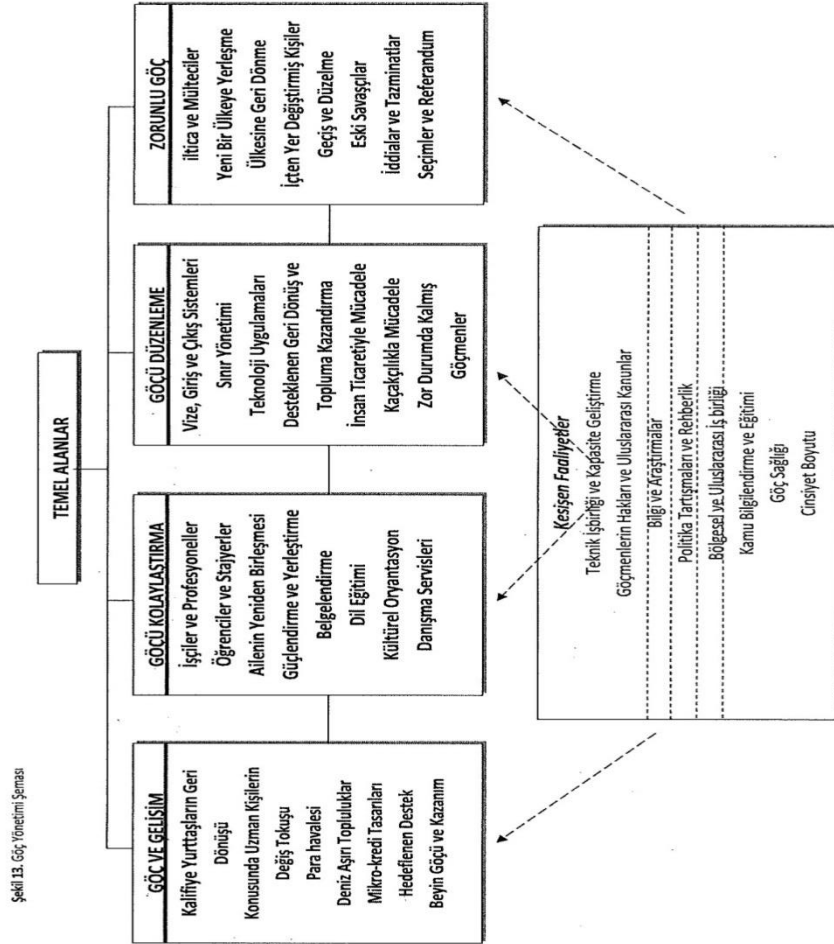 Şekil 13. Göç Yönetimi Şeması
TEMEL ALANLAR
GÖÇ VE GELİŞİM
Kalifiye Yurttaşların Geri
Dönüşü
Konusunda Uzman Kişilerin
Değiş Tokuşu
Para havalesi
Deniz Aşırı Topluluklar
Mikro-kredi Tasarıları
Hedeflenen Destek
Beyin Göçü ve Kazanım
GÖÇÜ KOLAYLAŞTIRMA
İşçiler ve Profesyoneller
Öğrenciler ve Stajyerler
Ailenin Yeniden Birleşmesi
Güçlendirme ve Yerleştirme
Belgelendirme
Dil Eğitimi
Kültürel Oryantasyon
Danışma Servisleri
GÖÇÜ DÜZENLEME
Vize, Giriş ve Çıkış Sistemleri
Sınır Yönetimi
Teknoloji Uygulamaları
Desteklenen Geri Dönüş ve
Topluma Kazandırma
İnsan Ticaretiyle Mücadele
Kaçakçılıkla Mücadele
Zor Durumda Kalmış
Göçmenler
ZORUNLU GÖÇ
iltica ve Mülteciler
Yeni Bir Ülkeye Yerleşme
Ülkesine Geri Dönme
İçten Yer Değiştirmiş Kişiler
Geçiş ve Düzelme
Eski Savaşçılar
İddialar ve Tazminatlar
Seçimler ve Referandum
Kesişen Faaliyetler
Teknik İşbirliği ve Kapasite Geliştirme
Göçmenlerin Hakları ve Uluslararası Kanunlar
Bilgi ve Araştırmalar
Politika Tartışmaları ve Rehberlik
Bölgesel ve Uluslararası İş birliği
Kamu Bilgilendirme ve Eğitimi
Göç Sağlığı
Cinsiyet Boyutu